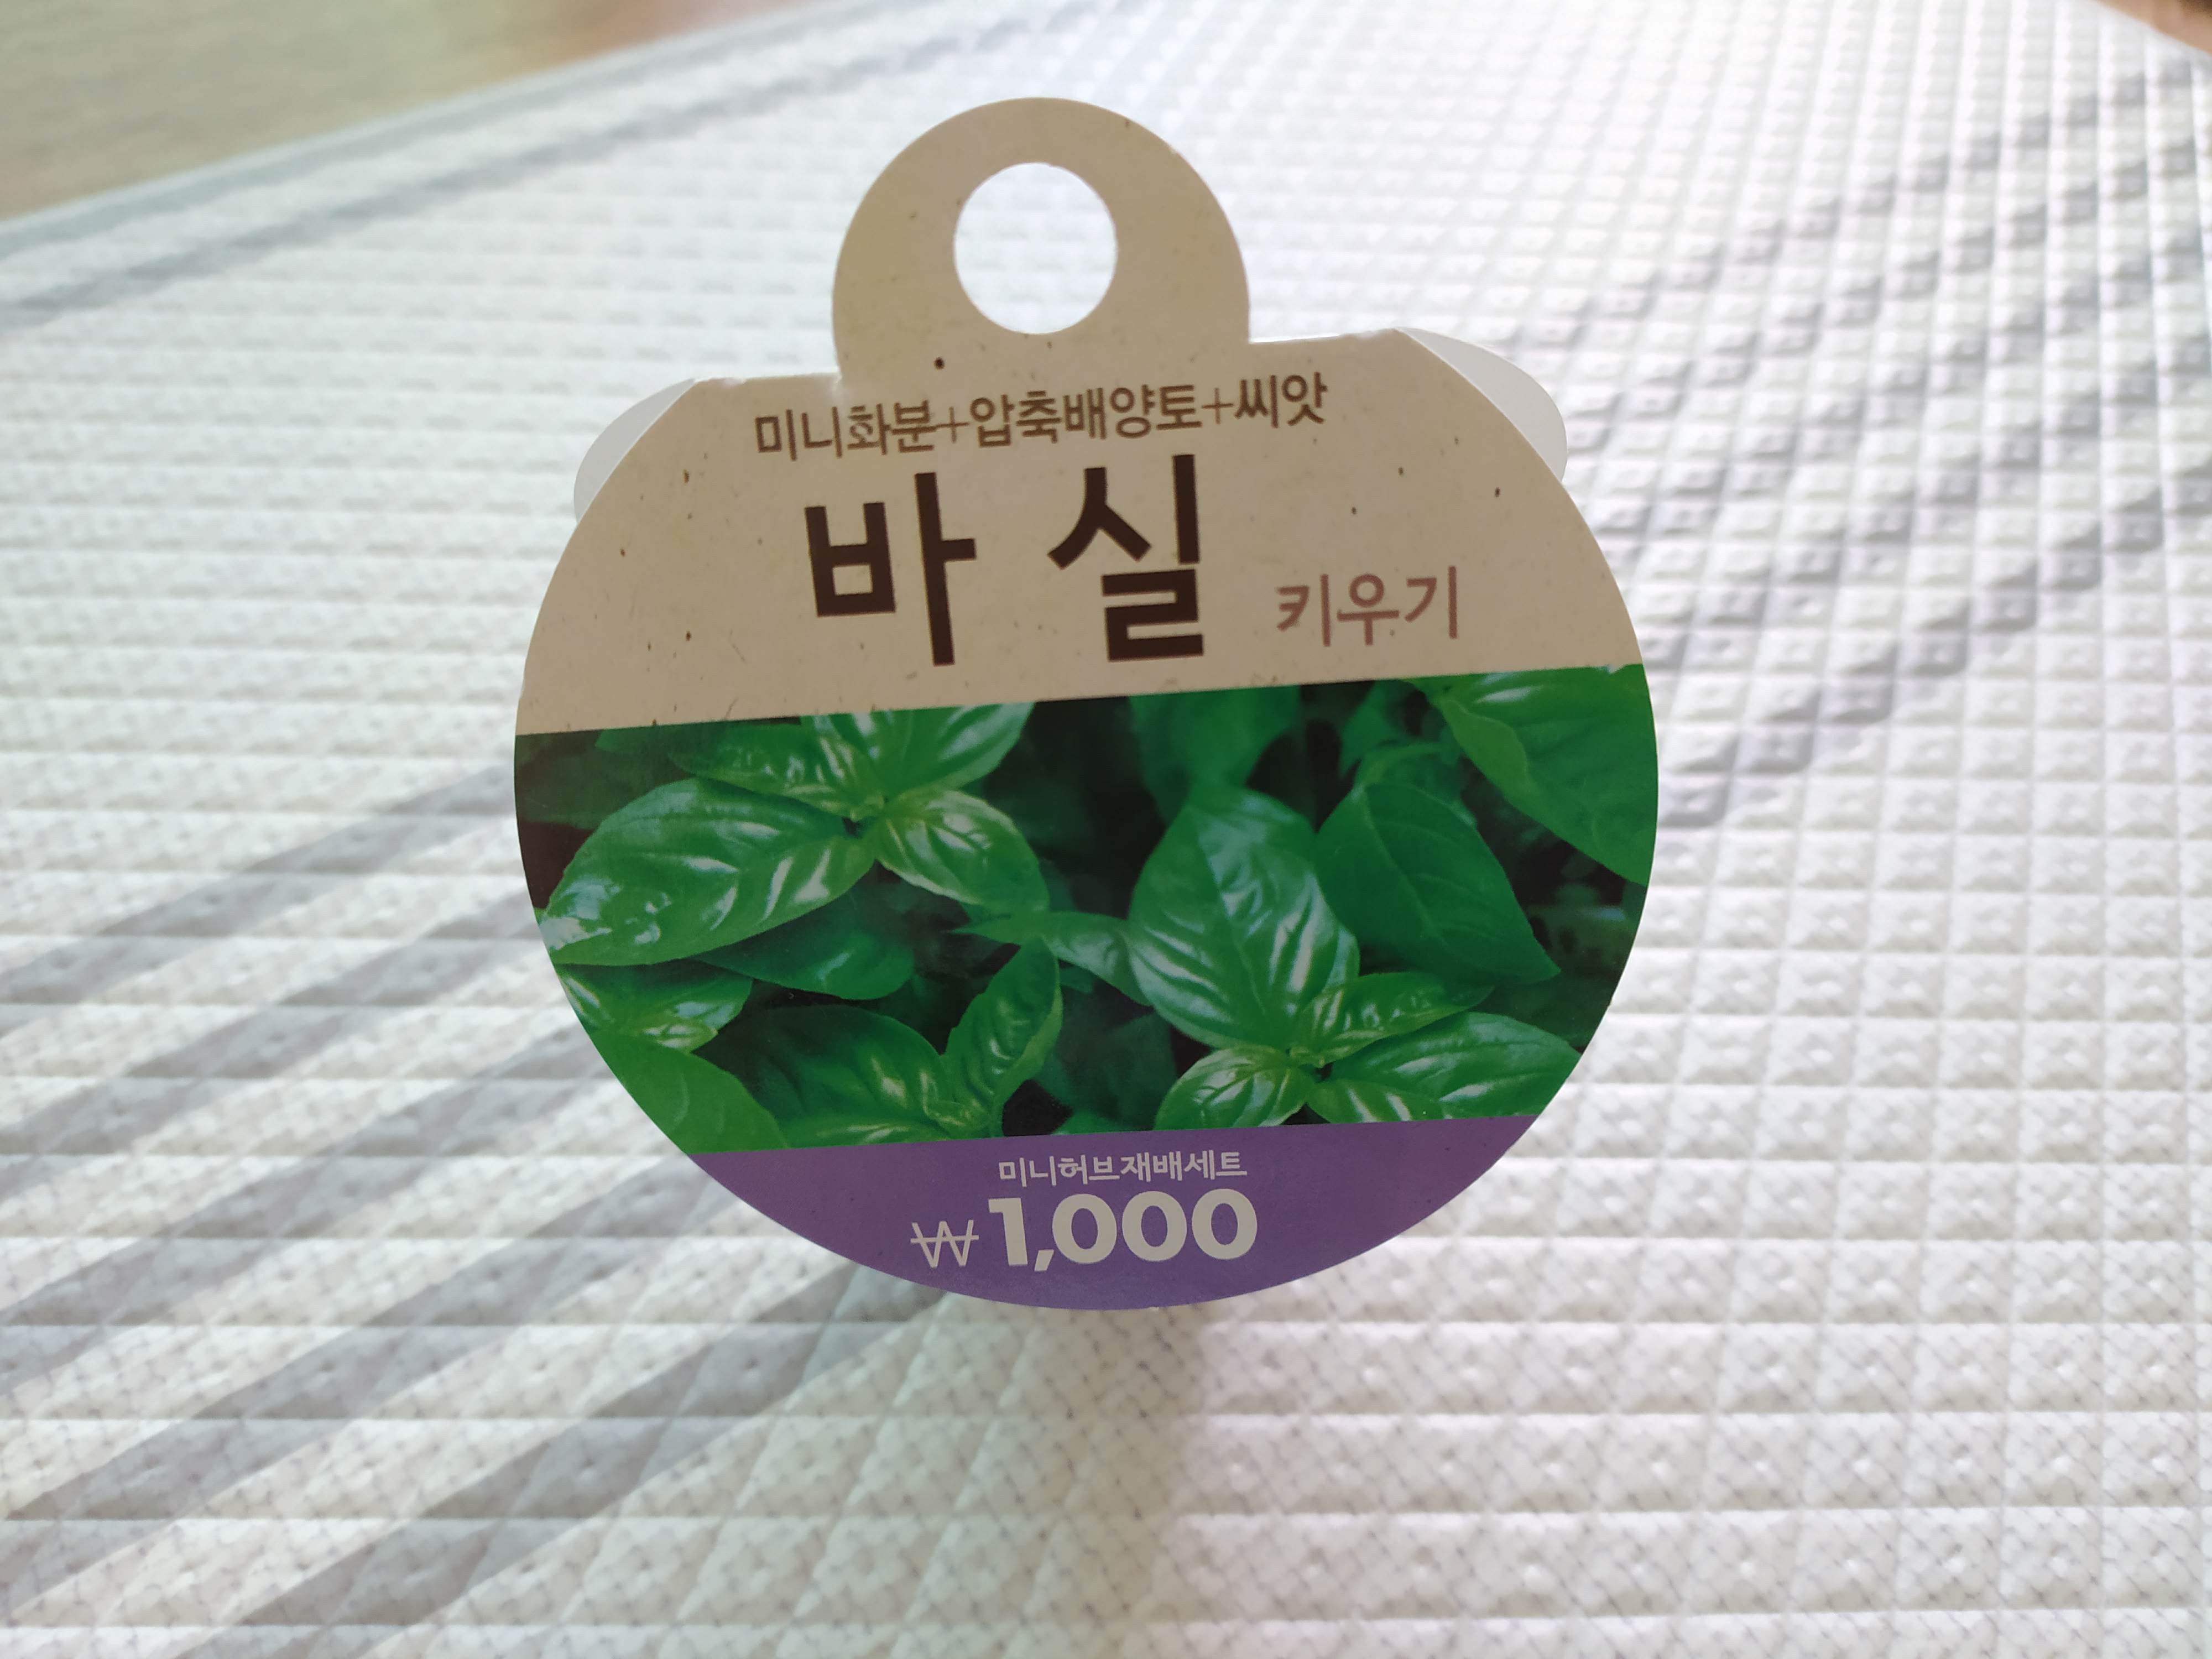 미니화분+압축배양토+씨앗
바실 키우기
미니허브재배세트
₩1,000